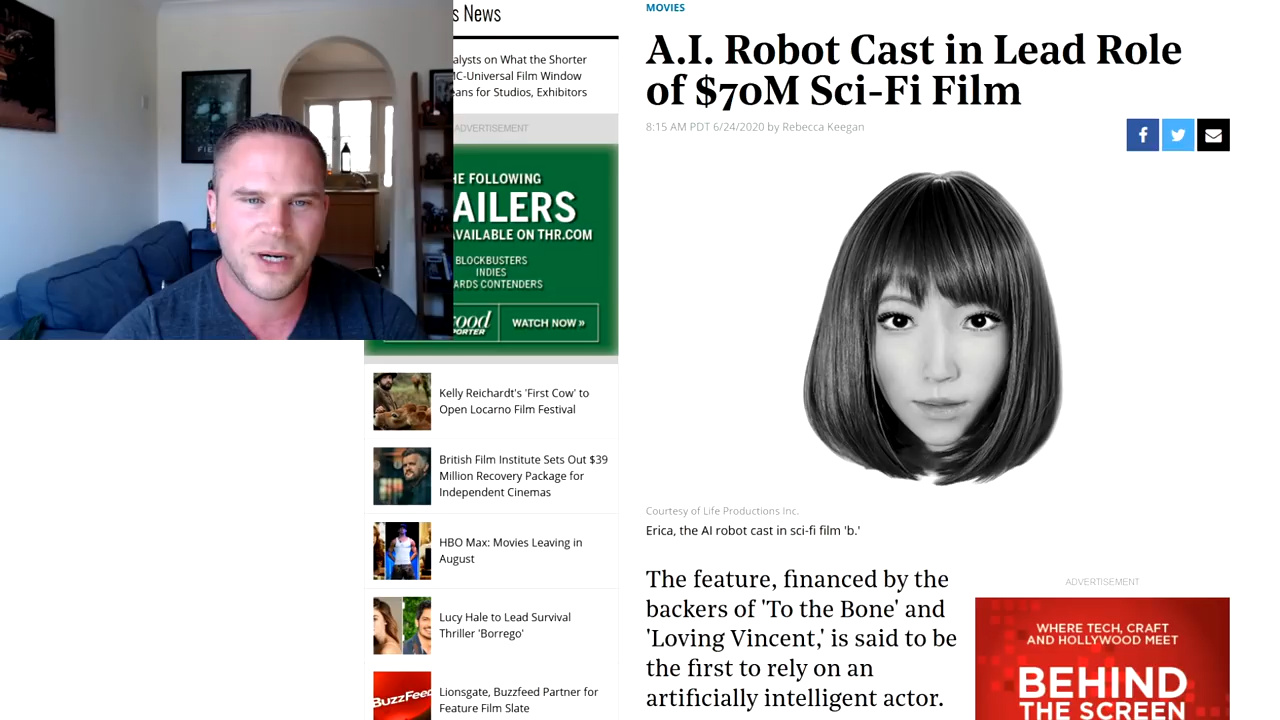 s News
alysts on What the Shorter
C-Universal Film Window
eans for Studios, Exhibitors
ADVERTISEMENT
HE FOLLOWING
AILERS
AVAILABLE ON THR.COM
BLOCKBUSTERS
INDIES
ARDS CONTENDERS
WATCH NOW »
Kelly Reichardt's 'First Cow' to
Open Locarno Film Festival
British Film Institute Sets Out $39
Million Recovery Package for
Independent Cinemas
HBO Max: Movies Leaving in
August
Lucy Hale to Lead Survival
Thriller 'Borrego'
BuzzFeed
Lionsgate, Buzzfeed Partner for
Feature Film Slate
MOVIES
A.I. Robot Cast in Lead Role
of $70M Sci-Fi Film
8:15 AM PDT 6/24/2020 by Rebecca Keegan
Courtesy of Life Productions Inc.
Erica, the AI robot cast in sci-fi film 'b.'
The feature, financed by the
backers of 'To the Bone' and
'Loving Vincent,' is said to be
the first to rely on an
artificially intelligent actor.
ADVERTISEMENT
WHERE TECH, CRAFT
AND HOLLYWOOD MEET
BEHIND
THE SCREEN